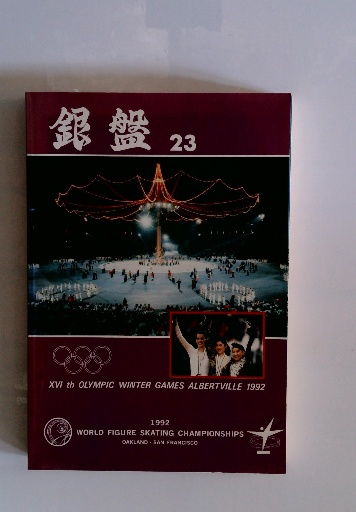 銀盤 23
XVI th OLYMPIC WINTER GAMES ALBERTVILLE 1992
1992
WORLD FIGURE SKATING CHAMPIONSHIPS
OAKLAND · SAN FRANCISCO